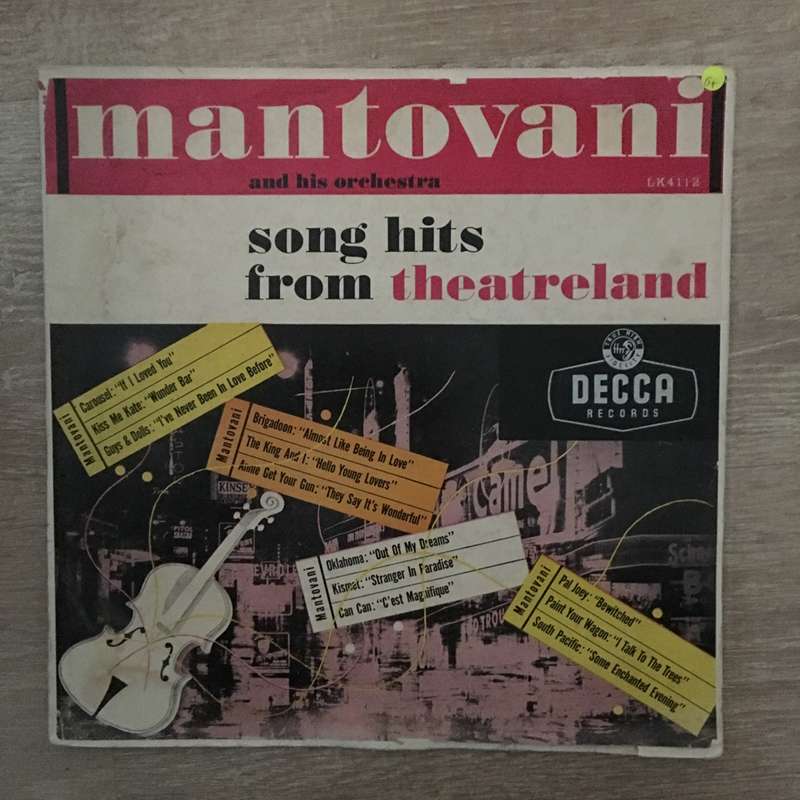 mantovani
and his orchestra
LK4112
song hits
from theatreland
DECCA
RECORDS
Mantovani
Carousel: "If I Loved You"
Kiss Me Kate: "Wunder Bar"
Guys & Dolls: "I've Never Been In Love Before"
Mantovani
Brigadoon: "Almost Like Being In Love"
The King And I: "Hello Young Lovers"
Annie Get Your Gun: "They Say It's Wonderful"
Mantovani
Oklahoma: "Out Of My Dreams"
Kismet: "Stranger In Paradise"
Can Can: "C'est Magnifique"
Mantovani
Pal Joey: "Bewitched"
Paint Your Wagon: "I Talk To The Trees"
South Pacific: "Some Enchanted Evening"
KINSE
Camel